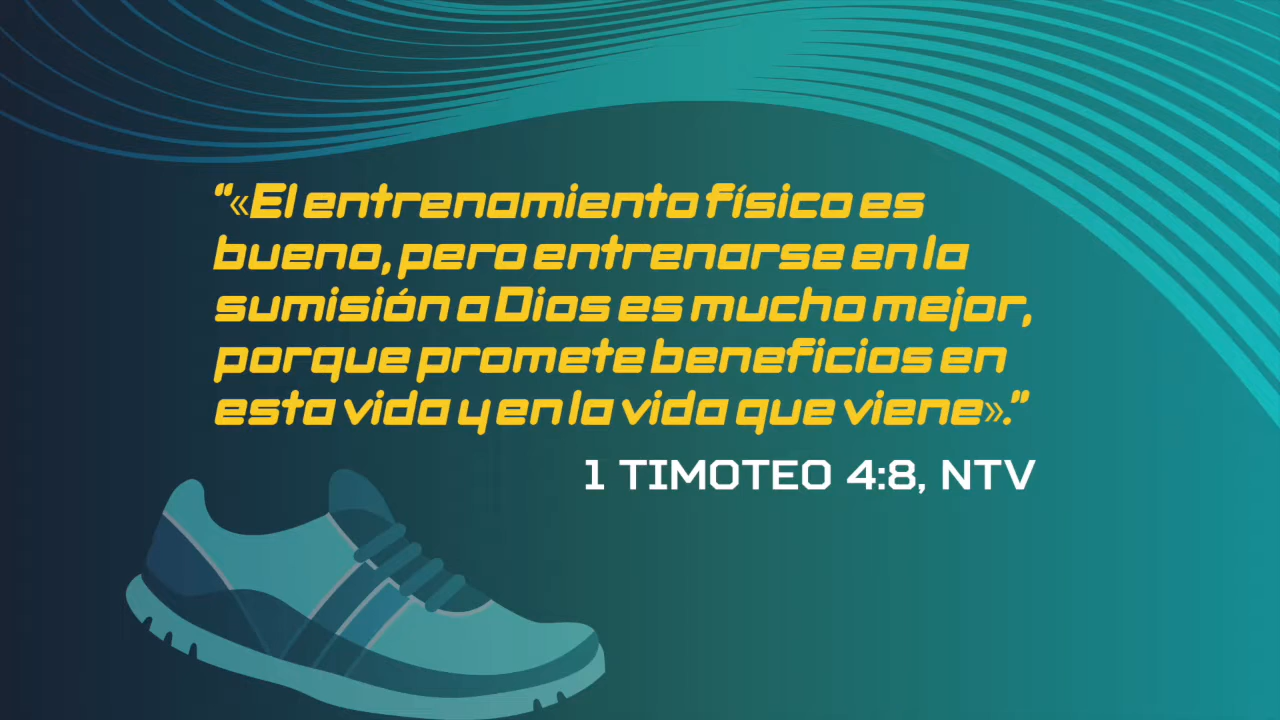 “«El entrenamiento físico es
bueno, pero entrenarse en la
sumisión a Dios es mucho mejor,
porque promete beneficios en
esta vida y en la vida que viene».”
1 TIMOTEO 4:8, NTV